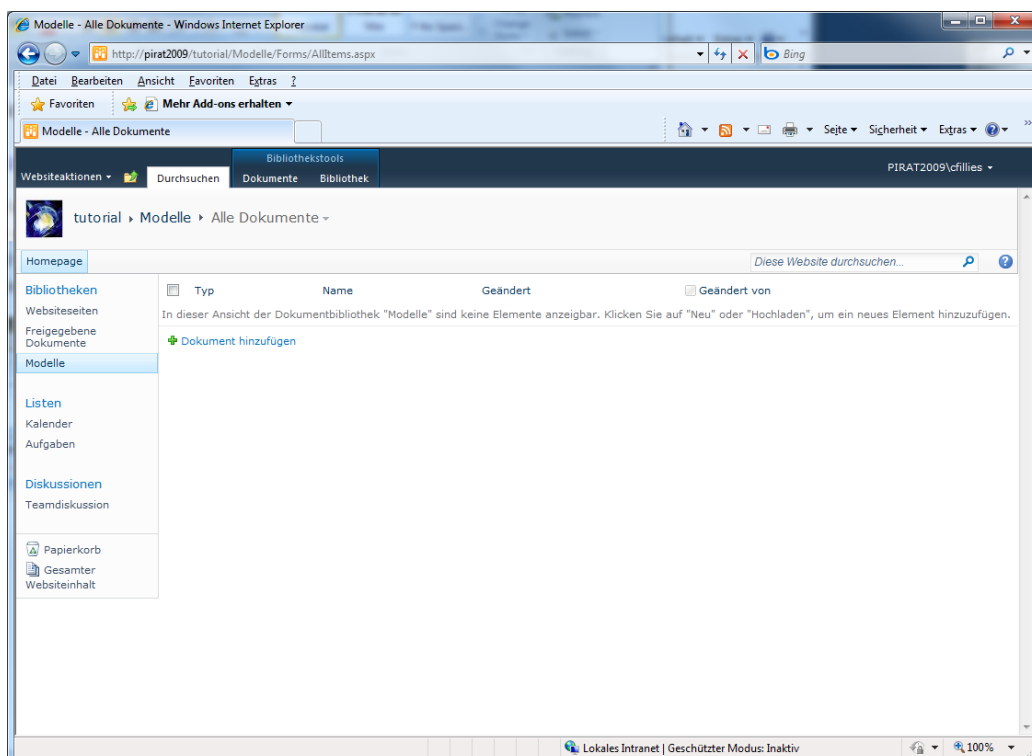 Modelle - Alle Dokumente - Windows Internet Explorer
http://pirat2009/tutorial/Modelle/Forms/AllItems.aspx
Bing
Datei Bearbeiten Ansicht Favoriten Extras ?
Favoriten Mehr Add-ons erhalten
Modelle - Alle Dokumente
Seite Sicherheit Extras
Bibliothekstools
Websiteaktionen Durchsuchen Dokumente Bibliothek PIRAT2009\cfillies
tutorial Modelle Alle Dokumente
Homepage Diese Website durchsuchen...
Bibliotheken
Websiteseiten
Freigegebene
Dokumente
Modelle
Listen
Kalender
Aufgaben
Diskussionen
Teamdiskussion
Papierkorb
Gesamter
Websiteinhalt
Typ Name Geändert Geändert von
In dieser Ansicht der Dokumentbibliothek "Modelle" sind keine Elemente anzeigbar. Klicken Sie auf "Neu" oder "Hochladen", um ein neues Element hinzuzufügen.
Dokument hinzufügen
Lokales Intranet | Geschützter Modus: Inaktiv 100%